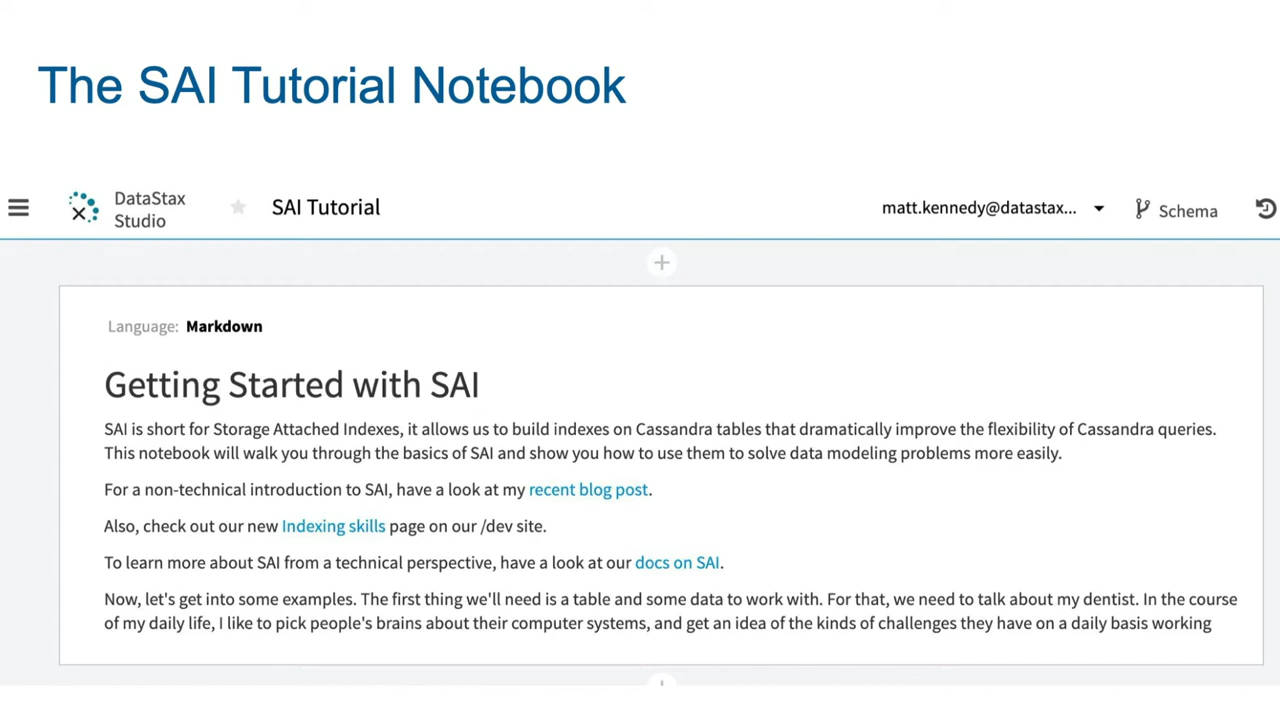 The SAI Tutorial Notebook
DataStax
Studio
SAI Tutorial
matt.kennedy@datastax...
Schema
Language: Markdown
Getting Started with SAI
SAI is short for Storage Attached Indexes, it allows us to build indexes on Cassandra tables that dramatically improve the flexibility of Cassandra queries.
This notebook will walk you through the basics of SAI and show you how to use them to solve data modeling problems more easily.
For a non-technical introduction to SAI, have a look at my recent blog post.
Also, check out our new Indexing skills page on our /dev site.
To learn more about SAI from a technical perspective, have a look at our docs on SAI.
Now, let's get into some examples. The first thing we'll need is a table and some data to work with. For that, we need to talk about my dentist. In the course
of my daily life, I like to pick people's brains about their computer systems, and get an idea of the kinds of challenges they have on a daily basis working